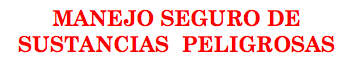 MANEJO SEGURO DE
SUSTANCIAS PELIGROSAS